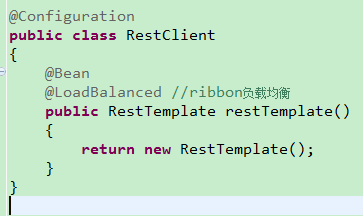 @Configuration
public class RestClient
{
    @Bean
    @LoadBalanced //ribbon负载均衡
    public RestTemplate restTemplate()
    {
        return new RestTemplate();
    }
}